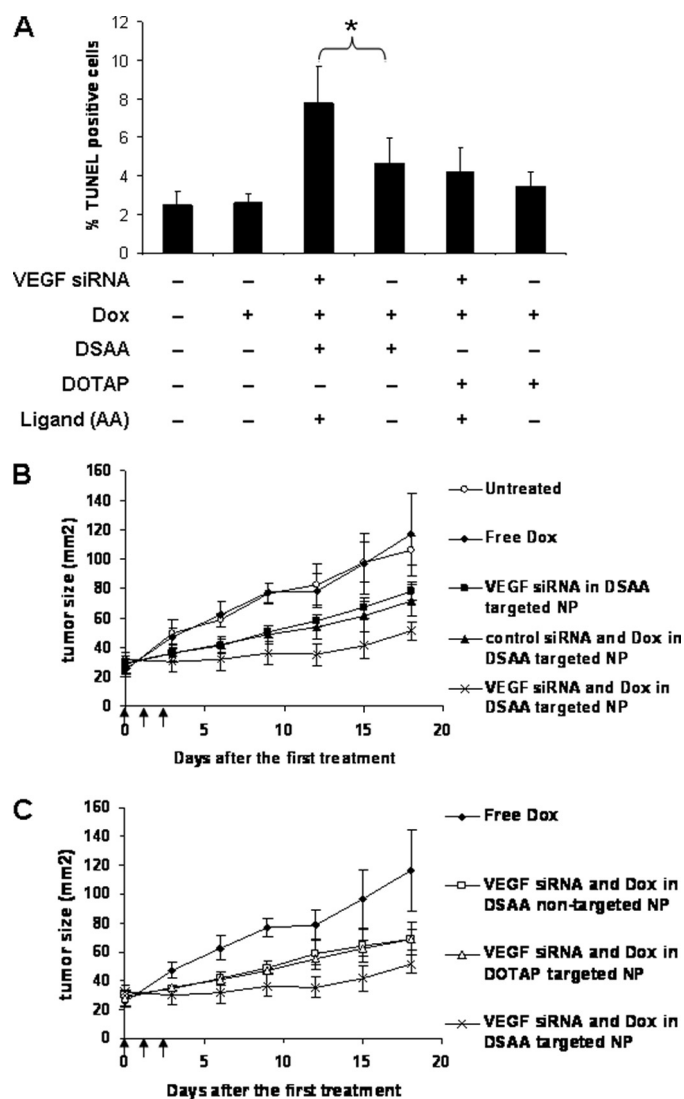 A
*
12
10
8
6
4
2
0
% TUNEL positive cells
VEGF siRNA – – + – + –
Dox – + + + + +
DSAA – – + + – –
DOTAP – – – – + +
Ligand (AA) – – + – + –
B
160
140
120
100
80
60
40
20
0
tumor size (mm2)
0 5 10 15 20
Days after the first treatment
Untreated
Free Dox
VEGF siRNA in DSAA
targeted NP
control siRNA and Dox in
DSAA targeted NP
VEGF siRNA and Dox in
DSAA targeted NP
C
160
140
120
100
80
60
40
20
0
tumor size (mm2)
0 5 10 15 20
Days after the first treatment
Free Dox
VEGF siRNA and Dox in
DSAA non-targeted NP
VEGF siRNA and Dox in
DOTAP targeted NP
VEGF siRNA and Dox in
DSAA targeted NP